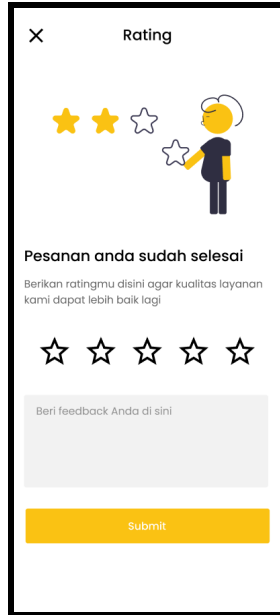 Rating
Pesanan anda sudah selesai
Berikan ratingmu disini agar kualitas layanan
kami dapat lebih baik lagi
Beri feedback Anda di sini
Submit